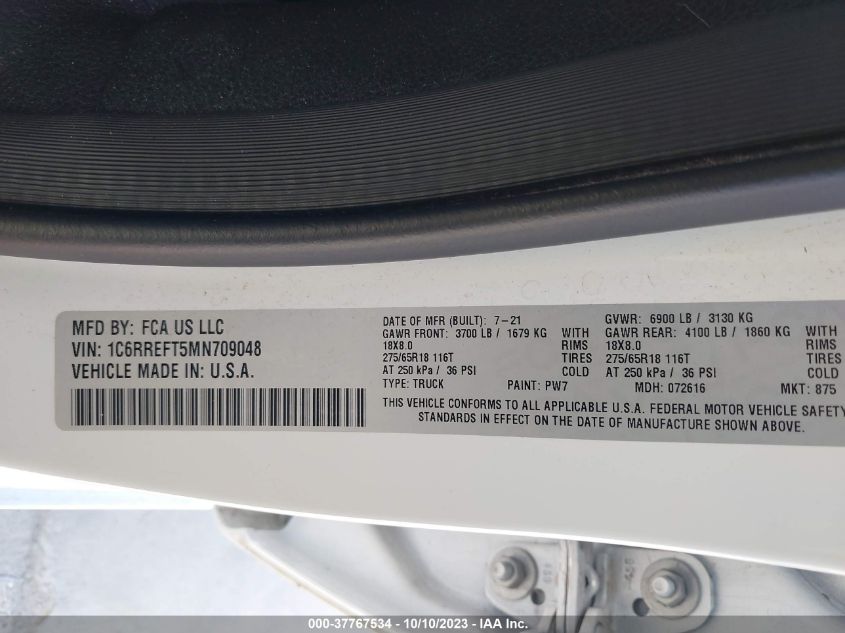 MFD BY: FCA US LLC
VIN: 1C6RREFT5MN709048
VEHICLE MADE IN: U.S.A.
DATE OF MFR (BUILT): 7-21
GVWR: 6900 LB / 3130 KG
GAWR FRONT: 3700 LB / 1679 KG WITH
GAWR REAR: 4100 LB / 1860 KG WITH
18X8.0 RIMS
18X8.0 RIMS
275/65R18 116T TIRES
275/65R18 116T TIRES
AT 250 kPa / 36 PSI COLD
AT 250 kPa / 36 PSI COLD
TYPE: TRUCK PAINT: PW7 MDH: 072616 MKT: 875
THIS VEHICLE CONFORMS TO ALL APPLICABLE U.S.A. FEDERAL MOTOR VEHICLE SAFETY
STANDARDS IN EFFECT ON THE DATE OF MANUFACTURE SHOWN ABOVE.
000-37767534 - 10/10/2023 - IAA Inc.